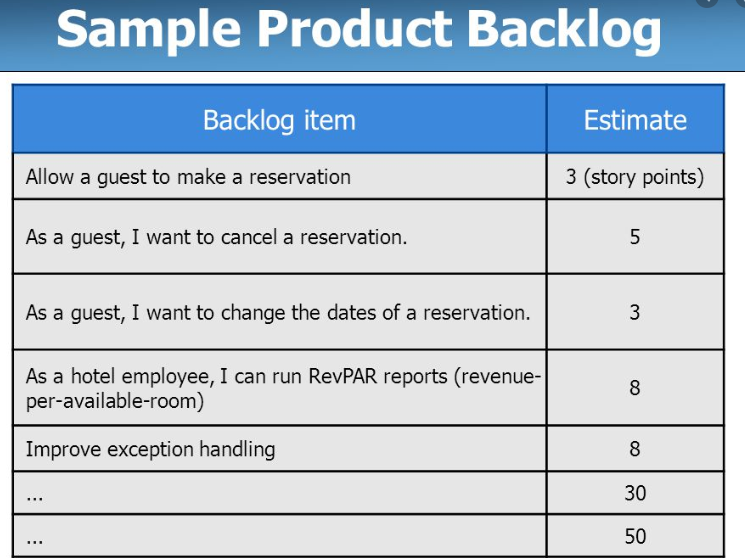 Sample Product Backlog
Backlog item Estimate
Allow a guest to make a reservation 3 (story points)
As a guest, I want to cancel a reservation. 5
As a guest, I want to change the dates of a reservation. 3
As a hotel employee, I can run RevPAR reports (revenue-
per-available-room) 8
Improve exception handling 8
... 30
... 50